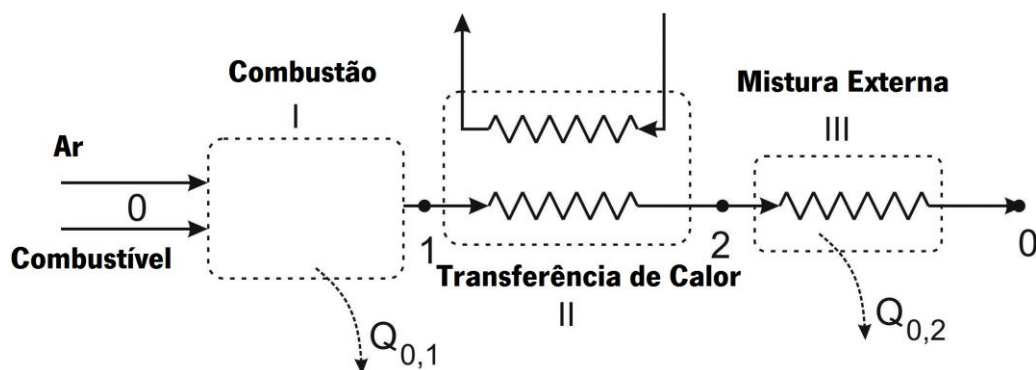 Combustão
I
Ar
0
Combustível
1
Transferência de Calor
II
2
Mistura Externa
III
0
Q0,1
Q0,2